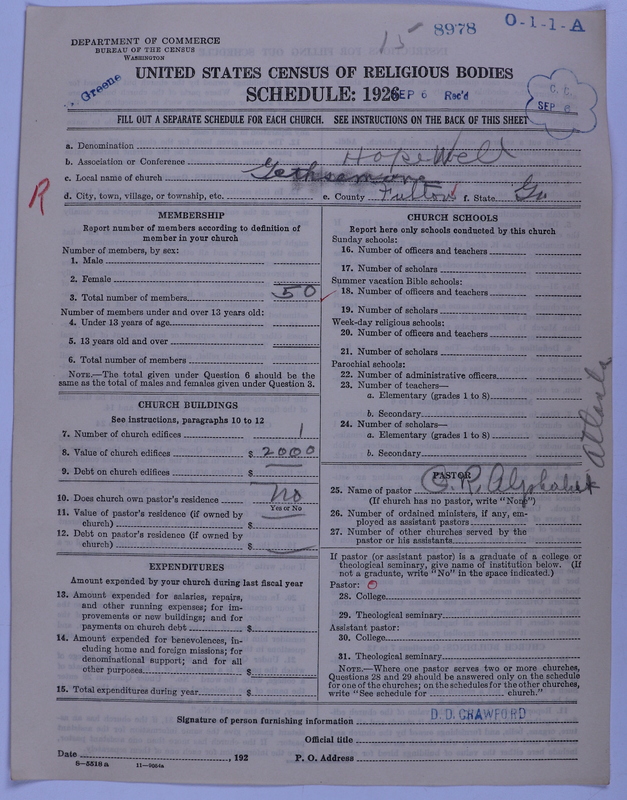 15 8978 O-1-1-A
DEPARTMENT OF COMMERCE
BUREAU OF THE CENSUS
WASHINGTON
Greene
UNITED STATES CENSUS OF RELIGIOUS BODIES
SCHEDULE: 1926 SEP 6 Rec'd
C. C.
SEP 6
FILL OUT A SEPARATE SCHEDULE FOR EACH CHURCH. SEE INSTRUCTIONS ON THE BACK OF THIS SHEET
a. Denomination
b. Association or Conference Hopewell
c. Local name of church Gethsemane
R
d. City, town, village, or township, etc. e. County Fulton f. State Ga
MEMBERSHIP
Report number of members according to definition of
member in your church
Number of members, by sex:
1. Male
2. Female
3. Total number of members 50
Number of members under and over 13 years old:
4. Under 13 years of age
5. 13 years old and over
6. Total number of members
NOTE.—The total given under Question 6 should be the
same as the total of males and females given under Question 3.
CHURCH BUILDINGS
See instructions, paragraphs 10 to 12
7. Number of church edifices 1
8. Value of church edifices $ 2000
9. Debt on church edifices $
10. Does church own pastor's residence No
Yes or No
11. Value of pastor's residence (if owned by
church) $
12. Debt on pastor's residence (if owned by
church) $
EXPENDITURES
Amount expended by your church during last fiscal year
13. Amount expended for salaries, repairs,
and other running expenses; for im-
provements or new buildings; and for
payments on church debt $
14. Amount expended for benevolences, in-
cluding home and foreign missions; for
denominational support; and for all
other purposes $
15. Total expenditures during year $
CHURCH SCHOOLS
Report here only schools conducted by this church
Sunday schools:
16. Number of officers and teachers
17. Number of scholars
Summer vacation Bible schools:
18. Number of officers and teachers
19. Number of scholars
Week-day religious schools:
20. Number of officers and teachers
21. Number of scholars
Parochial schools:
22. Number of administrative officers
23. Number of teachers—
a. Elementary (grades 1 to 8)
b. Secondary
24. Number of scholars—
a. Elementary (grades 1 to 8)
b. Secondary
Atlanta
PASTOR
25. Name of pastor R.
(If church has no pastor, write "None")
26. Number of ordained ministers, if any, em-
ployed as assistant pastors
27. Number of other churches served by the
pastor or his assistants
If pastor (or assistant pastor) is a graduate of a college or
theological seminary, give name of institution below. (If
not a graduate, write "No" in the space indicated.)
Pastor:
28. College
29. Theological seminary
Assistant pastor:
30. College
31. Theological seminary
NOTE.—Where one pastor serves two or more churches,
Questions 28 and 29 should be answered only on the schedule
for one of the churches; on the schedules for the other churches,
write "See schedule for church."
Signature of person furnishing information D. D. CRAWFORD
Official title
Date , 192 P. O. Address
8-5518 a 11-9054a